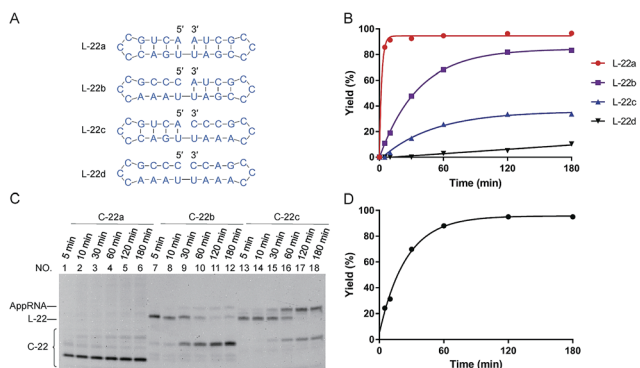 A
5' 3'
L-22a
5' 3'
L-22b
5' 3'
L-22c
5' 3'
L-22d
B
Yield (%)
100
80
60
40
20
0
0 60 120 180
Time (min)
L-22a
L-22b
L-22c
L-22d
C
C-22a C-22b C-22c
5 min 10 min 30 min 60 min 120 min 180 min 5 min 10 min 30 min 60 min 120 min 180 min 5 min 10 min 30 min 60 min 120 min 180 min
NO. 1 2 3 4 5 6 7 8 9 10 11 12 13 14 15 16 17 18
AppRNA
L-22
C-22
D
Yield (%)
100
80
60
40
20
0
0 60 120 180
Time (min)